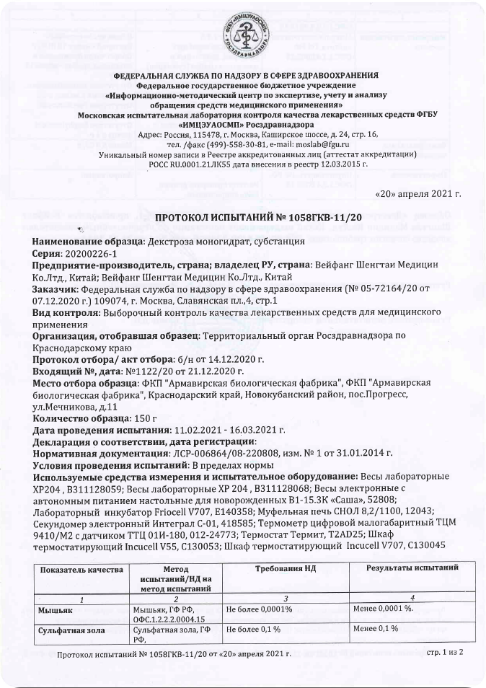 ФЕДЕРАЛЬНАЯ СЛУЖБА ПО НАДЗОРУ В СФЕРЕ ЗДРАВООХРАНЕНИЯ
Федеральное государственное бюджетное учреждение
«Информационно-методический центр по экспертизе, учету и анализу
обращения средств медицинского применения»
Московская испытательная лаборатория контроля качества лекарственных средств ФГБУ
«ИМЦЭУАОСМП» Росздравнадзора
Адрес: Россия, 115478, г. Москва, Каширское шоссе, д. 24, стр. 16,
тел. /факс (499)-558-30-81, e-mail: moslab@fgu.ru
Уникальный номер записи в Реестре аккредитованных лиц (аттестат аккредитации)
РОСС RU.0001.21ЛК55 дата внесения в реестр 12.03.2015 г.
«20» апреля 2021 г.
ПРОТОКОЛ ИСПЫТАНИЙ № 1058ГКВ-11/20
Наименование образца: Декстроза моногидрат, субстанция
Серия: 20200226-1
Предприятие-производитель, страна; владелец РУ, страна: Вейфанг Шенгтаи Медицин
Ко.Лтд., Китай; Вейфанг Шенгтаи Медицин Ко.Лтд., Китай
Заказчик: Федеральная служба по надзору в сфере здравоохранения (№ 05-72164/20 от
07.12.2020 г.) 109074, г. Москва, Славянская пл.,4, стр.1
Вид контроля: Выборочный контроль качества лекарственных средств для медицинского
применения
Организация, отобравшая образец: Территориальный орган Росздравнадзора по
Краснодарскому краю
Протокол отбора/ акт отбора: б/н от 14.12.2020 г.
Входящий №, дата: №1122/20 от 21.12.2020 г.
Место отбора образца: ФКП "Армавирская биологическая фабрика", ФКП "Армавирская
биологическая фабрика", Краснодарский край, Новокубанский район, пос.Прогресс,
ул.Мечникова, д.11
Количество образца: 150 г
Дата проведения испытания: 11.02.2021 - 16.03.2021 г.
Декларация о соответствии, дата регистрации:
Нормативная документация: ЛСР-006864/08-220808, изм. № 1 от 31.01.2014 г.
Условия проведения испытаний: В пределах нормы
Используемые средства измерения и испытательное оборудование: Весы лабораторные
ХР204 , В311128059; Весы лабораторные ХР 204 , В311128068; Весы электронные с
автономным питанием настольные для новорожденных В1-15.3К «Саша», 52808;
Лабораторный инкубатор Friocell V707, Е140358; Муфельная печь СНОЛ 8,2/1100, 12043;
Секундомер электронный Интеграл С-01, 418585; Термометр цифровой малогабаритный ТЦМ
9410/М2 с датчиком ТТЦ 01И-180, 012-24773; Термостат Термит, T2AD25; Шкаф
термостатирующий Incucell V55, С130053; Шкаф термостатирующий Incucell V707, С130045
Показатель качества Метод испытаний/НД на метод испытаний Требования НД Результаты испытаний
1 2 3 4
Мышьяк Мышьяк, ГФ РФ, ОФС.1.2.2.2.0004.15 Не более 0,0001% Менее 0,0001 %.
Сульфатная зола Сульфатная зола, ГФ РФ, Не более 0,1 % Менее 0,1 %
Протокол испытаний № 1058ГКВ-11/20 от «20» апреля 2021 г. стр. 1 из 2